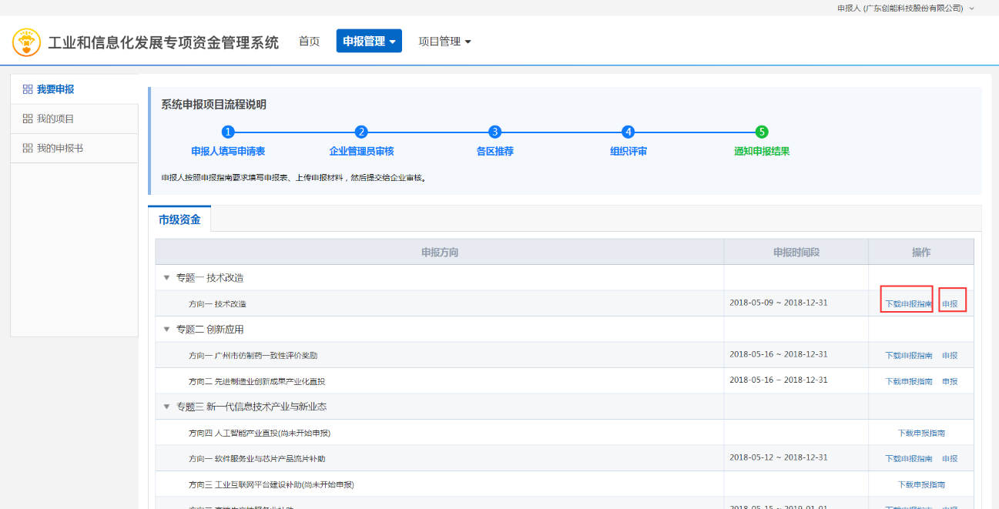 申报人 (广东创能科技股份有限公司)
工业和信息化发展专项资金管理系统 首页 申报管理 项目管理
我要申报
我的项目
我的申报书
系统申报项目流程说明
1 2 3 4 5
申报人填写申请表 企业管理员审核 各区推荐 组织评审 通知申报结果
申报人按照申报指南要求填写申报表、上传申报材料，然后提交给企业审核。
市级资金
申报方向 申报时间段 操作
专题一 技术改造
方向一 技术改造 2018-05-09 ~ 2018-12-31 下载申报指南 申报
专题二 创新应用
方向一 广州市仿制药一致性评价奖励 2018-05-16 ~ 2018-12-31 下载申报指南 申报
方向二 先进制造业创新成果产业化直投 2018-05-16 ~ 2018-12-31 下载申报指南 申报
专题三 新一代信息技术产业与新业态
方向四 人工智能产业直投(尚未开始申报) 下载申报指南
方向一 软件服务业与芯片产品流片补助 2018-05-12 ~ 2018-12-31 下载申报指南 申报
方向三 工业互联网平台建设补助(尚未开始申报) 下载申报指南
2018-05-15 ~ 2019-01-01